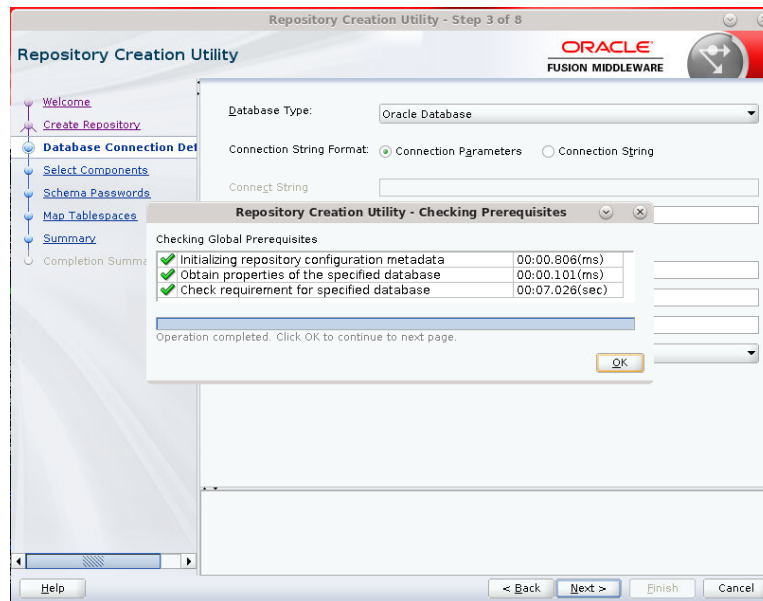 Repository Creation Utility - Step 3 of 8
Repository Creation Utility
ORACLE
FUSION MIDDLEWARE
Welcome
Create Repository
Database Connection Det
Select Components
Schema Passwords
Map Tablespaces
Summary
Completion Summa
Database Type:
Oracle Database
Connection String Format:
Connection Parameters
Connection String
Connect String
Repository Creation Utility - Checking Prerequisites
Checking Global Prerequisites
Initializing repository configuration metadata 00:00.806(ms)
Obtain properties of the specified database 00:00.101(ms)
Check requirement for specified database 00:07.026(sec)
Operation completed. Click OK to continue to next page.
OK
Help
< Back
Next >
Finish
Cancel